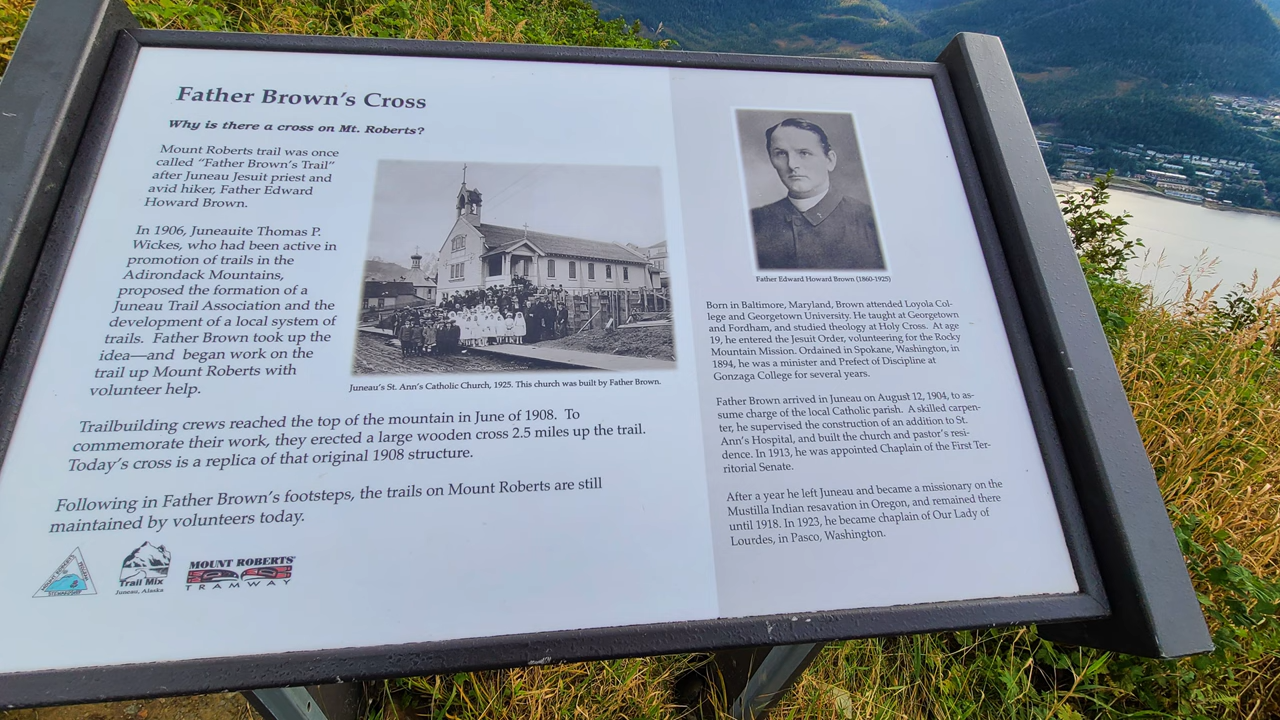 Father Brown's Cross
Why is there a cross on Mt. Roberts?
Mount Roberts trail was once
called "Father Brown's Trail"
after Juneau Jesuit priest and
avid hiker, Father Edward
Howard Brown.
In 1906, Juneauite Thomas P.
Wickes, who had been active in
promotion of trails in the
Adirondack Mountains,
proposed the formation of a
Juneau Trail Association and the
development of a local system of
trails. Father Brown took up the
idea—and began work on the
trail up Mount Roberts with
volunteer help.
Juneau's St. Ann's Catholic Church, 1925. This church was built by Father Brown.
Trailbuilding crews reached the top of the mountain in June of 1908. To
commemorate their work, they erected a large wooden cross 2.5 miles up the trail.
Today's cross is a replica of that original 1908 structure.
Following in Father Brown's footsteps, the trails on Mount Roberts are still
maintained by volunteers today.
Trail Mix
Juneau, Alaska
MOUNT ROBERTS
TRAMWAY
Father Edward Howard Brown (1860-1925)
Born in Baltimore, Maryland, Brown attended Loyola Col-
lege and Georgetown University. He taught at Georgetown
and Fordham, and studied theology at Holy Cross. At age
19, he entered the Jesuit Order, volunteering for the Rocky
Mountain Mission. Ordained in Spokane, Washington, in
1894, he was a minister and Prefect of Discipline at
Gonzaga College for several years.
Father Brown arrived in Juneau on August 12, 1904, to as-
sume charge of the local Catholic parish. A skilled carpen-
ter, he supervised the construction of an addition to St.
Ann's Hospital, and built the church and pastor's resi-
dence. In 1913, he was appointed Chaplain of the First Ter-
ritorial Senate.
After a year he left Juneau and became a missionary on the
Mustilla Indian resavation in Oregon, and remained there
until 1918. In 1923, he became chaplain of Our Lady of
Lourdes, in Pasco, Washington.